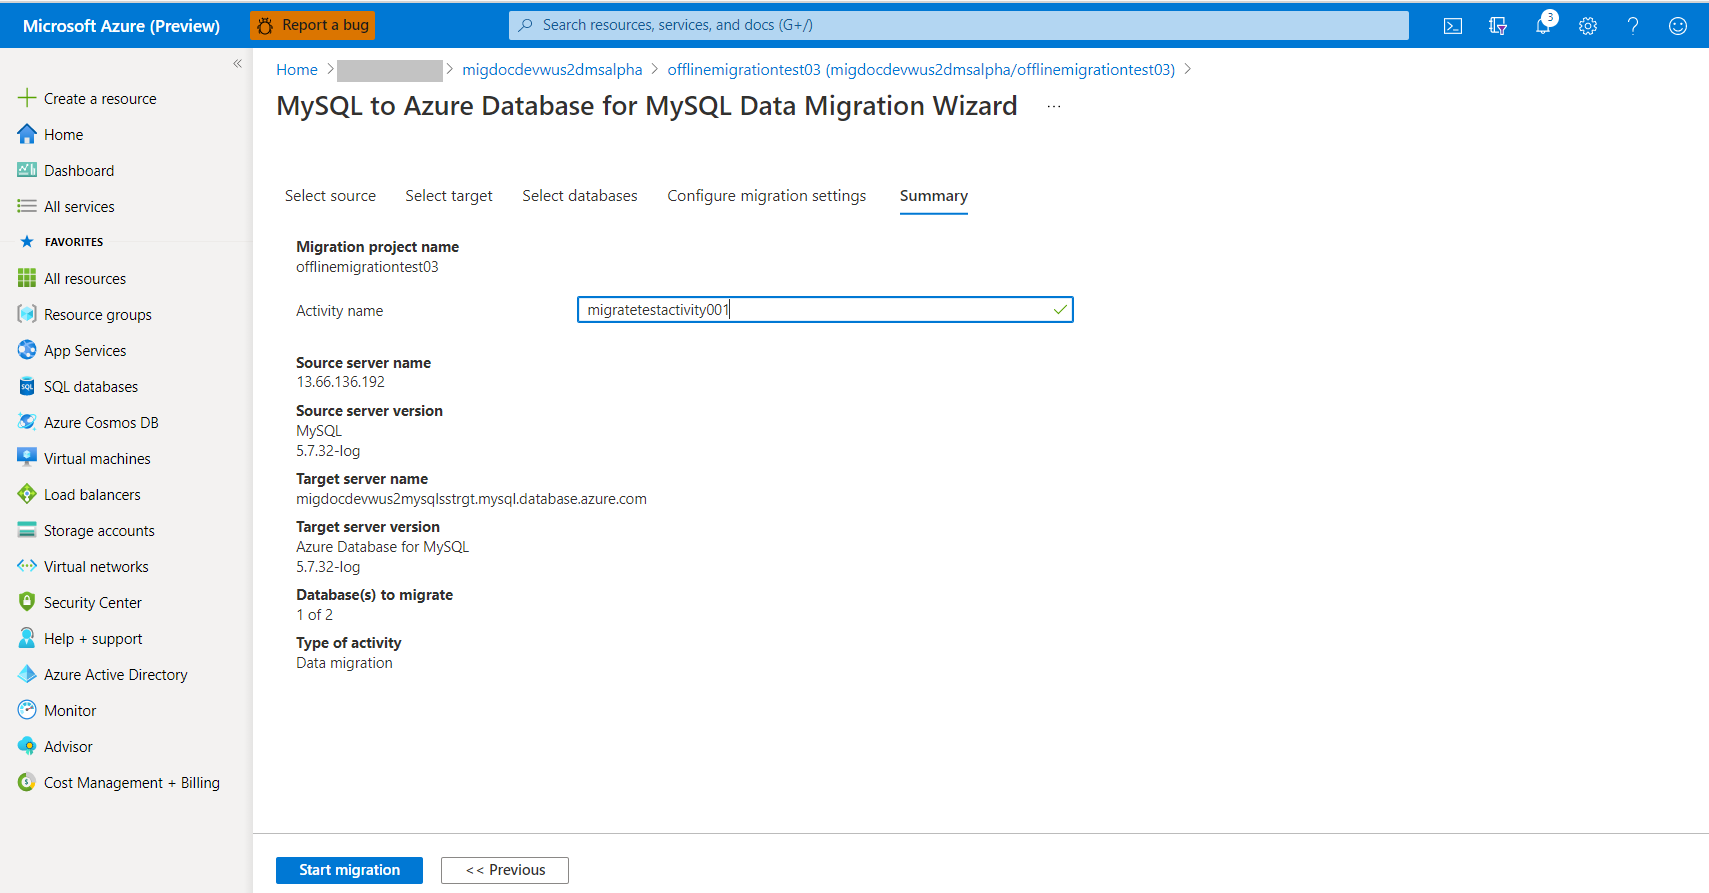 Microsoft Azure (Preview)
Report a bug
Search resources, services, and docs (G+/)
3
Home > > migdocdevwus2dmsalpha > offlinemigrationtest03 (migdocdevwus2dmsalpha/offlinemigrationtest03) >
MySQL to Azure Database for MySQL Data Migration Wizard ...
Create a resource
Home
Dashboard
All services
FAVORITES
All resources
Resource groups
App Services
SQL databases
Azure Cosmos DB
Virtual machines
Load balancers
Storage accounts
Virtual networks
Security Center
Help + support
Azure Active Directory
Monitor
Advisor
Cost Management + Billing
Select source
Select target
Select databases
Configure migration settings
Summary
Migration project name
offlinemigrationtest03
Activity name
migratetestactivity001
Source server name
13.66.136.192
Source server version
MySQL
5.7.32-log
Target server name
migdocdevwus2mysqlsstrgt.mysql.database.azure.com
Target server version
Azure Database for MySQL
5.7.32-log
Database(s) to migrate
1 of 2
Type of activity
Data migration
Start migration
<< Previous